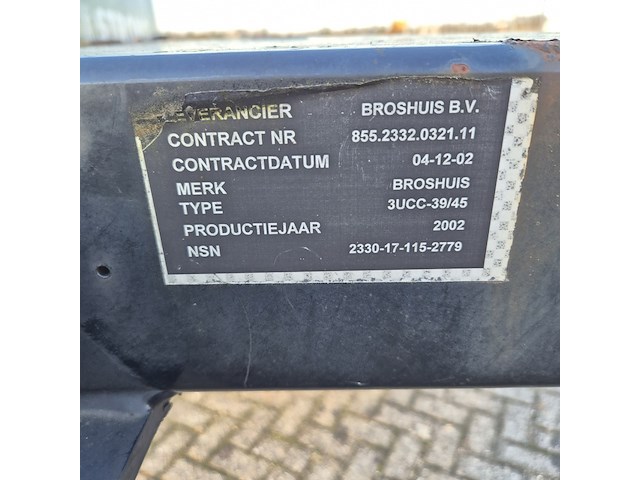 LEVERANCIER BROSHUIS B.V.
CONTRACT NR 855.2332.0321.11
CONTRACTDATUM 04-12-02
MERK BROSHUIS
TYPE 3UCC-39/45
PRODUCTIEJAAR 2002
NSN 2330-17-115-2779